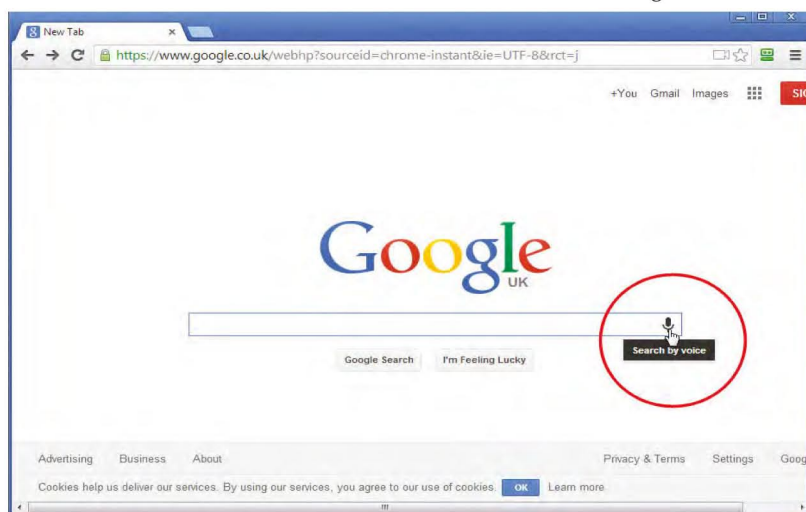 New Tab
https://www.google.co.uk/webhp?sourceid=chrome-instant&ie=UTF-8&rct=j
+You Gmail Images SIG
Google
UK
Search by voice
Google Search I'm Feeling Lucky
Advertising Business About Privacy & Terms Settings Goog
Cookies help us deliver our services. By using our services, you agree to our use of cookies. OK Learn more